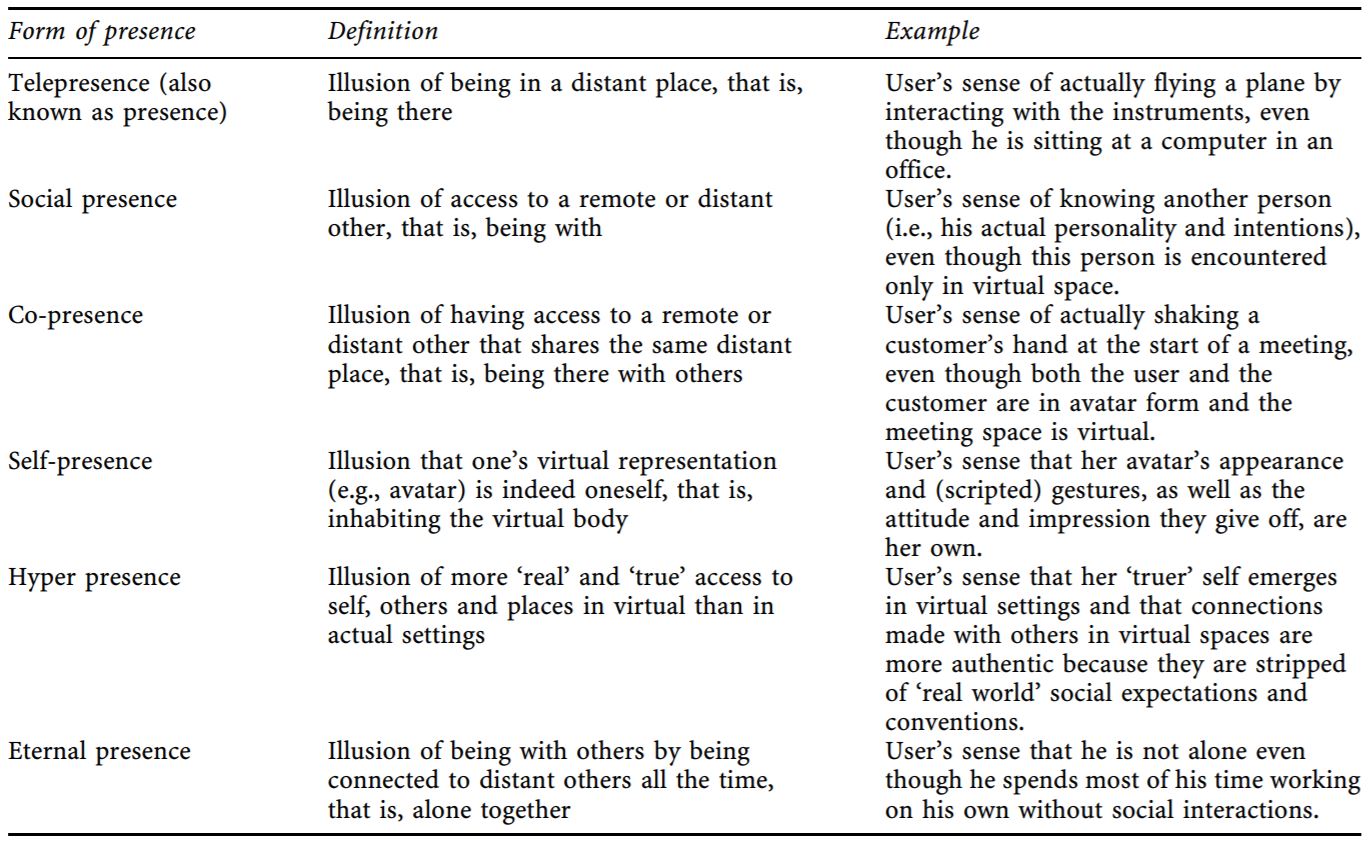 Form of presence Definition Example
Telepresence (also known as presence) Illusion of being in a distant place, that is, being there User's sense of actually flying a plane by interacting with the instruments, even though he is sitting at a computer in an office.
Social presence Illusion of access to a remote or distant other, that is, being with User's sense of knowing another person (i.e., his actual personality and intentions), even though this person is encountered only in virtual space.
Co-presence Illusion of having access to a remote or distant other that shares the same distant place, that is, being there with others User's sense of actually shaking a customer's hand at the start of a meeting, even though both the user and the customer are in avatar form and the meeting space is virtual.
Self-presence Illusion that one's virtual representation (e.g., avatar) is indeed oneself, that is, inhabiting the virtual body User's sense that her avatar's appearance and (scripted) gestures, as well as the attitude and impression they give off, are her own.
Hyper presence Illusion of more ‘real’ and ‘true’ access to self, others and places in virtual than in actual settings User's sense that her ‘truer’ self emerges in virtual settings and that connections made with others in virtual spaces are more authentic because they are stripped of ‘real world’ social expectations and conventions.
Eternal presence Illusion of being with others by being connected to distant others all the time, that is, alone together User's sense that he is not alone even though he spends most of his time working on his own without social interactions.